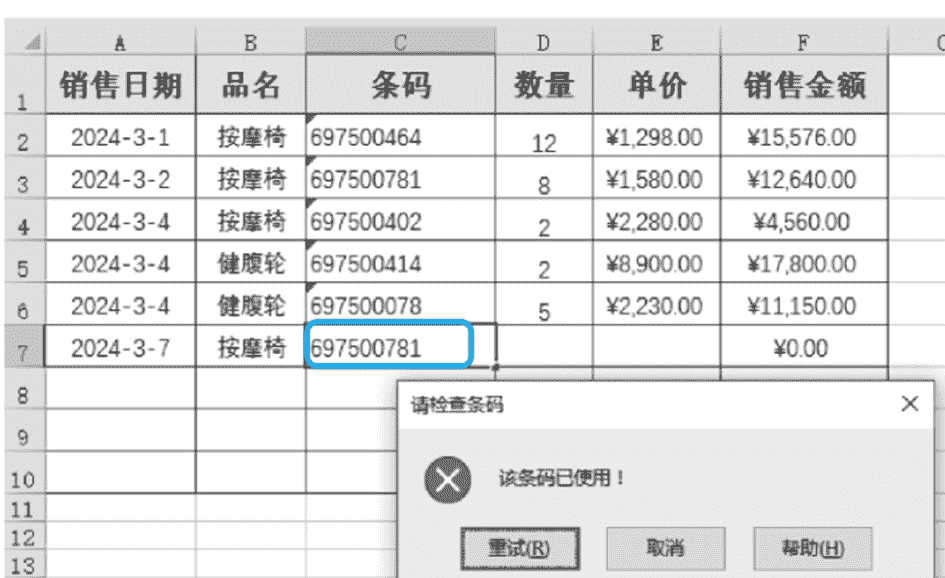 A B C D E F
1 销售日期 品名 条码 数量 单价 销售金额
2 2024-3-1 按摩椅 697500464 12 ¥1,298.00 ¥15,576.00
3 2024-3-2 按摩椅 697500781 8 ¥1,580.00 ¥12,640.00
4 2024-3-4 按摩椅 697500402 2 ¥2,280.00 ¥4,560.00
5 2024-3-4 健腹轮 697500414 2 ¥8,900.00 ¥17,800.00
6 2024-3-4 健腹轮 697500078 5 ¥2,230.00 ¥11,150.00
7 2024-3-7 按摩椅 697500781 ¥0.00
8
9
10
11
12
13
请检查条码
该条码已使用！
重试(R) 取消 帮助(H)